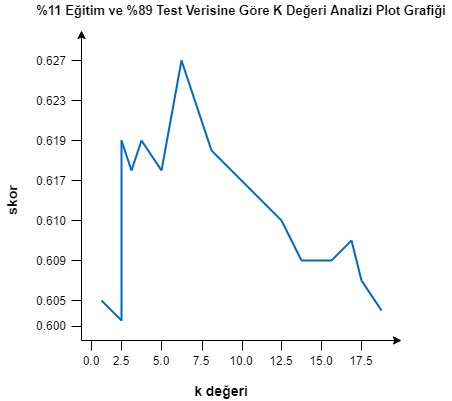 %11 Eğitim ve %89 Test Verisine Göre K Değeri Analizi Plot Grafiği
0.627
0.623
0.619
0.617
0.610
0.609
0.605
0.600
skor
0.0 2.5 5.0 7.5 10.0 12.5 15.0 17.5
k değeri